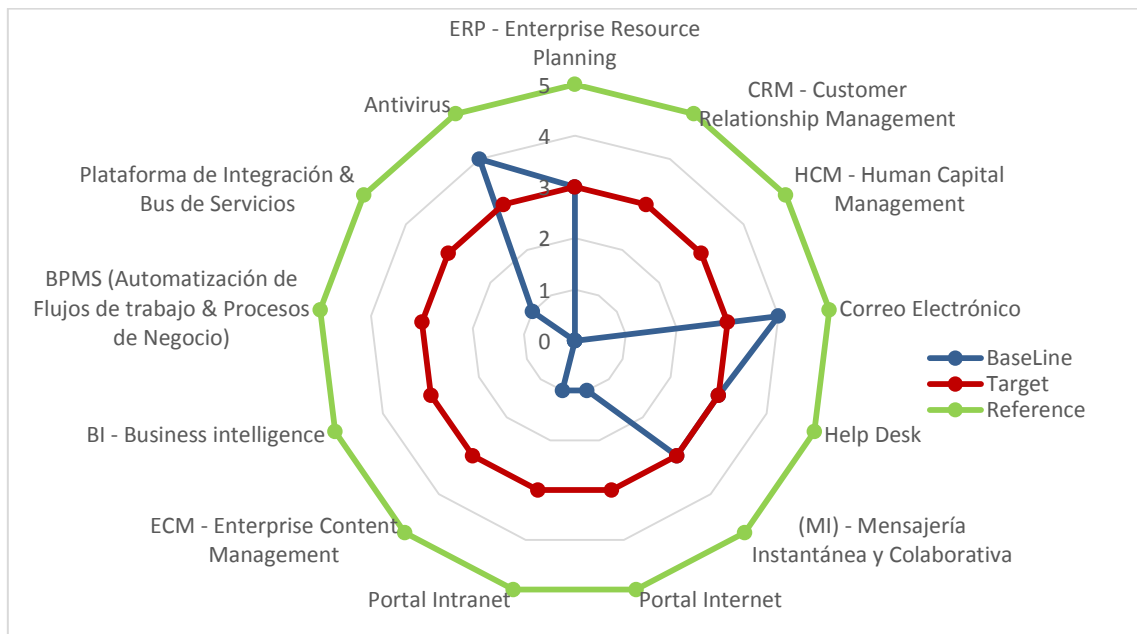 ERP - Enterprise Resource
Planning
CRM - Customer
Relationship Management
HCM - Human Capital
Management
Correo Electrónico
Help Desk
(MI) - Mensajería
Instantánea y Colaborativa
Portal Internet
Portal Intranet
ECM - Enterprise Content
Management
BI - Business intelligence
BPMS (Automatización de
Flujos de trabajo & Procesos
de Negocio)
Plataforma de Integración &
Bus de Servicios
Antivirus
5
4
3
2
1
0
BaseLine
Target
Reference